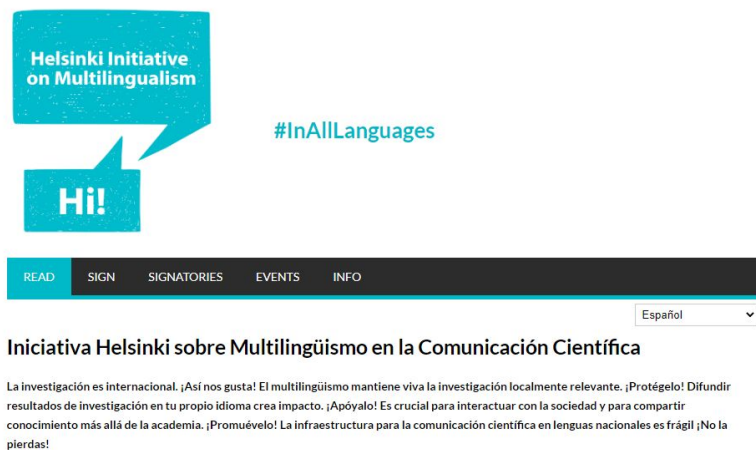 Helsinki Initiative
on Multilingualism
#InAllLanguages
Hi!
READ SIGN SIGNATORIES EVENTS INFO
Español
Iniciativa Helsinki sobre Multilingüismo en la Comunicación Científica
La investigación es internacional. ¡Así nos gusta! El multilingüismo mantiene viva la investigación localmente relevante. ¡Protégelo! Difundir
resultados de investigación en tu propio idioma crea impacto. ¡Apóyalo! Es crucial para interactuar con la sociedad y para compartir
conocimiento más allá de la academia. ¡Promuévelo! La infraestructura para la comunicación científica en lenguas nacionales es frágil ¡No la
pierdas!